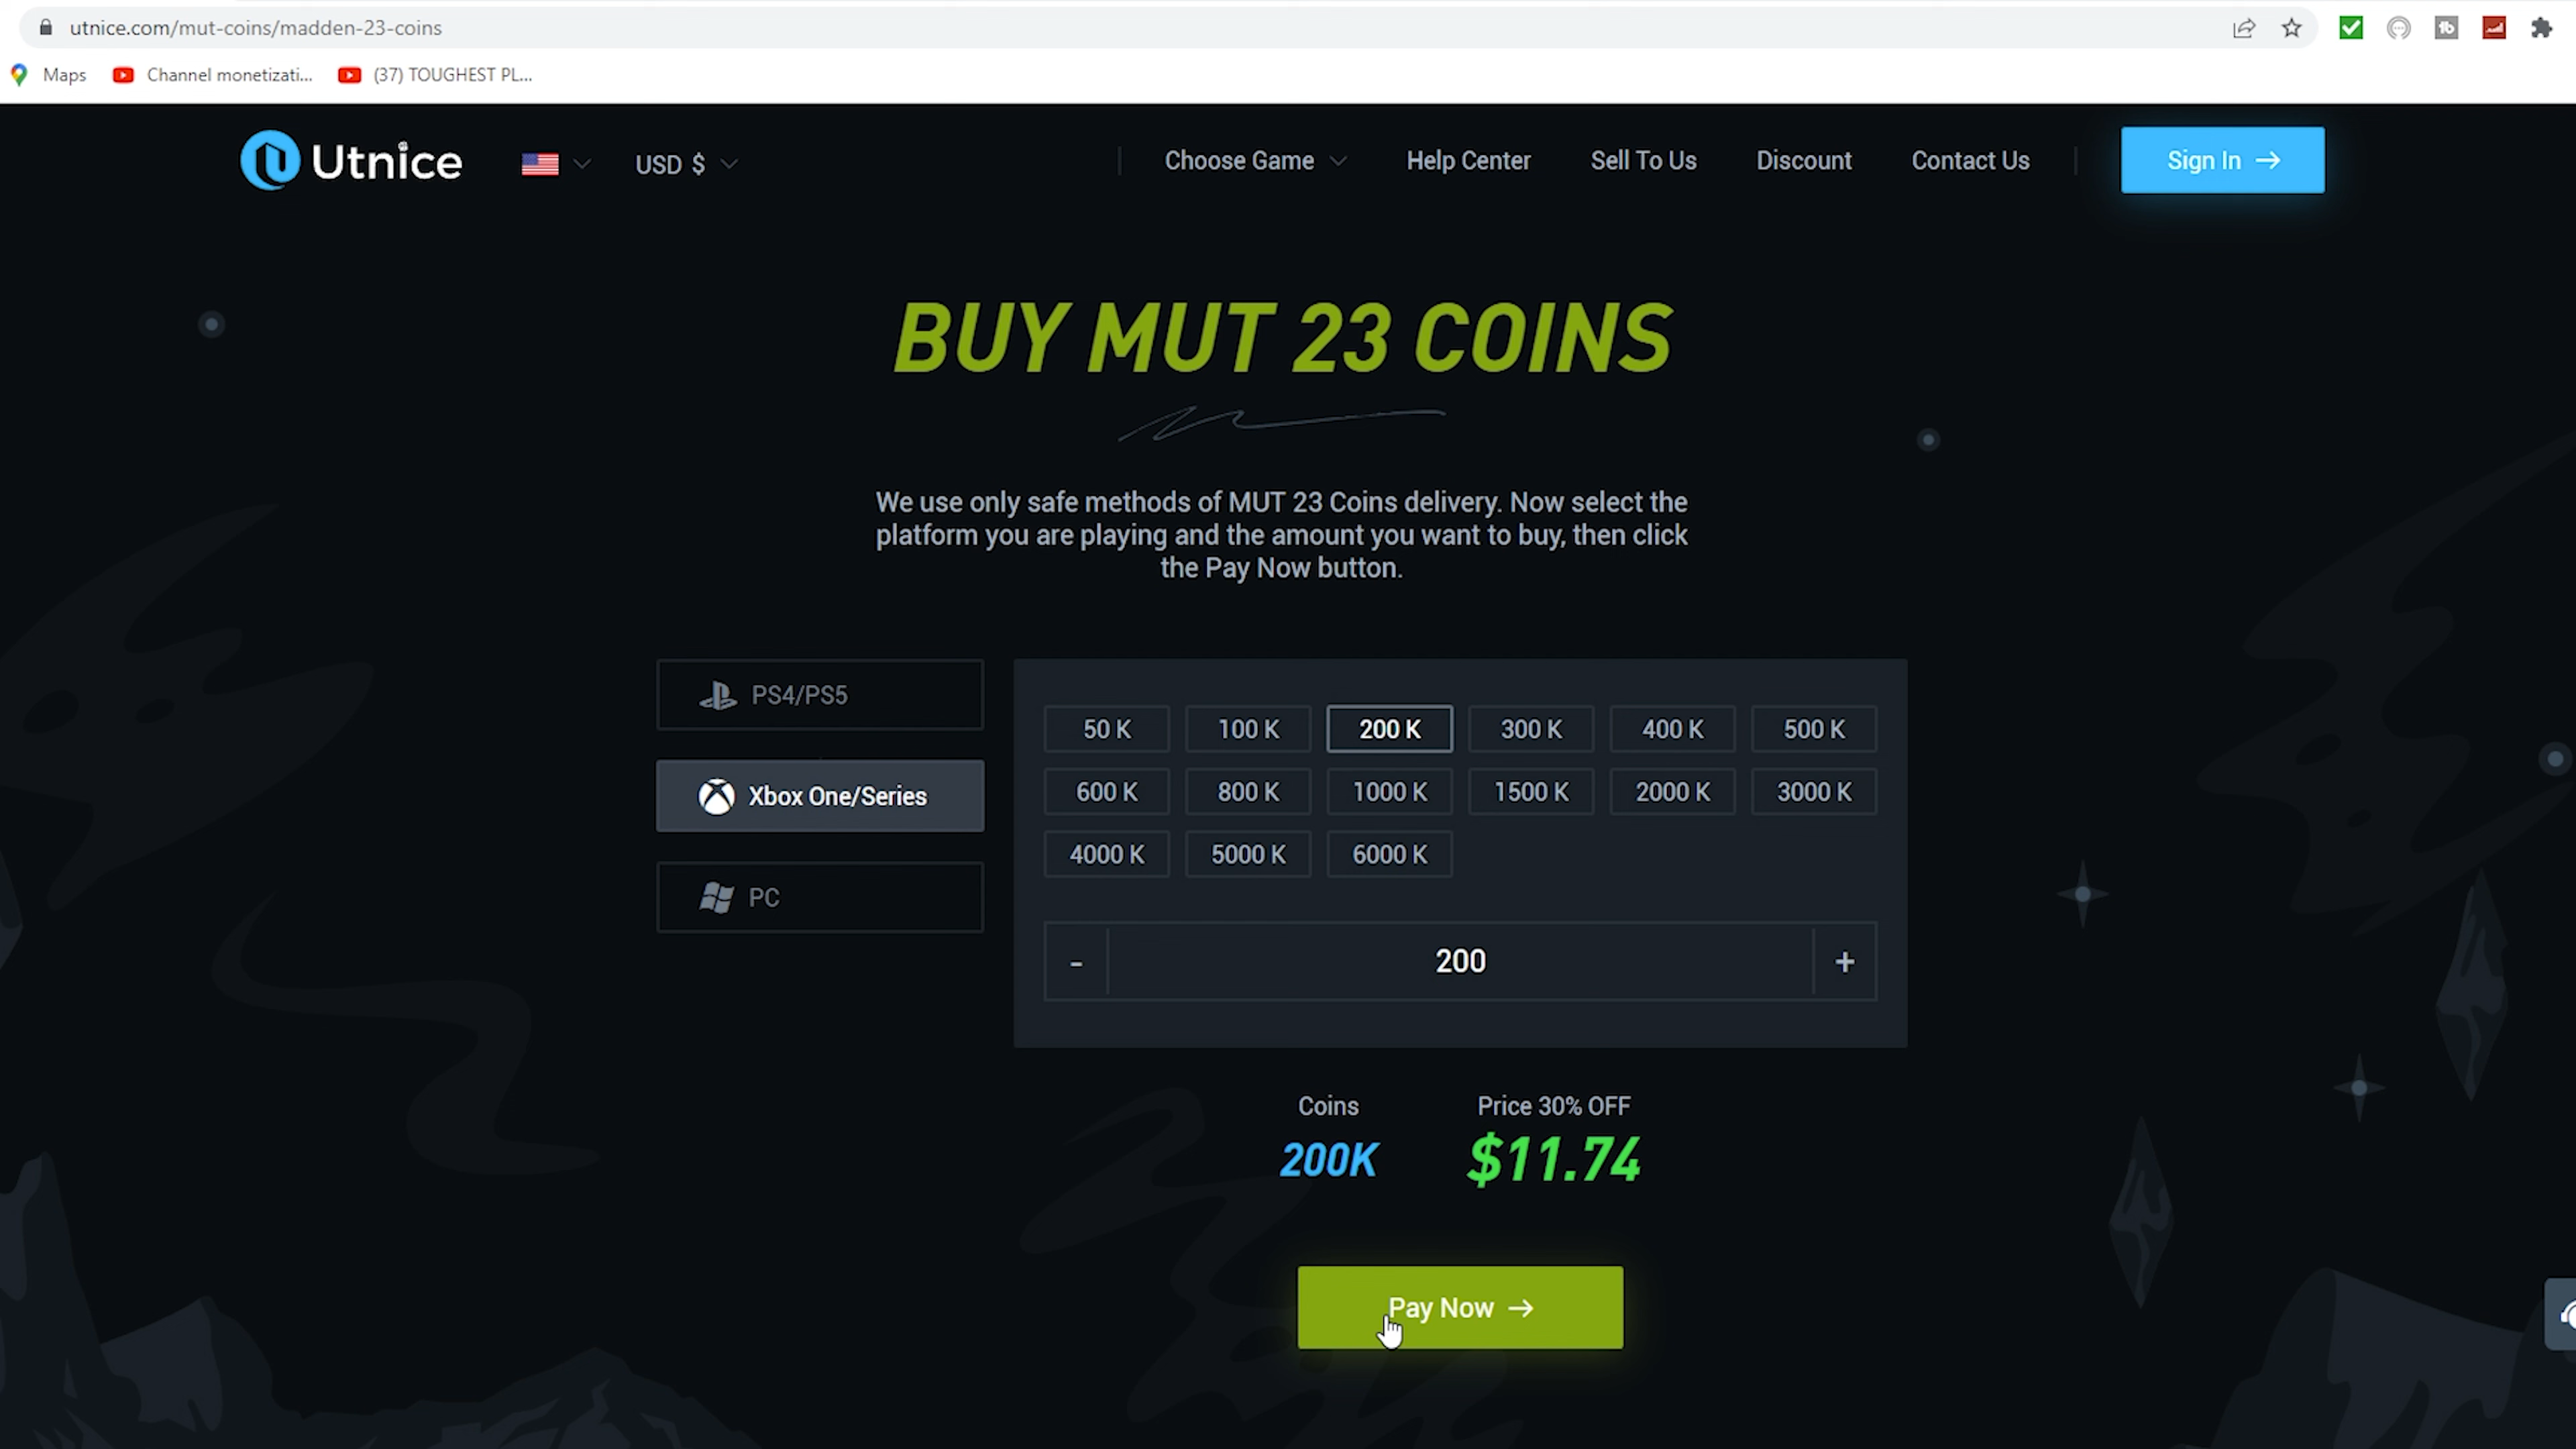 utnice.com/mut-coins/madden-23-coins
Maps Channel monetizati... (37) TOUGHEST PL...
Utnice USD $ Choose Game Help Center Sell To Us Discount Contact Us Sign In →
BUY MUT 23 COINS
We use only safe methods of MUT 23 Coins delivery. Now select the
platform you are playing and the amount you want to buy, then click
the Pay Now button.
PS4/PS5
Xbox One/Series
PC
50 K 100 K 200 K 300 K 400 K 500 K
600 K 800 K 1000 K 1500 K 2000 K 3000 K
4000 K 5000 K 6000 K
- 200 +
Coins Price 30% OFF
200K $11.74
Pay Now →